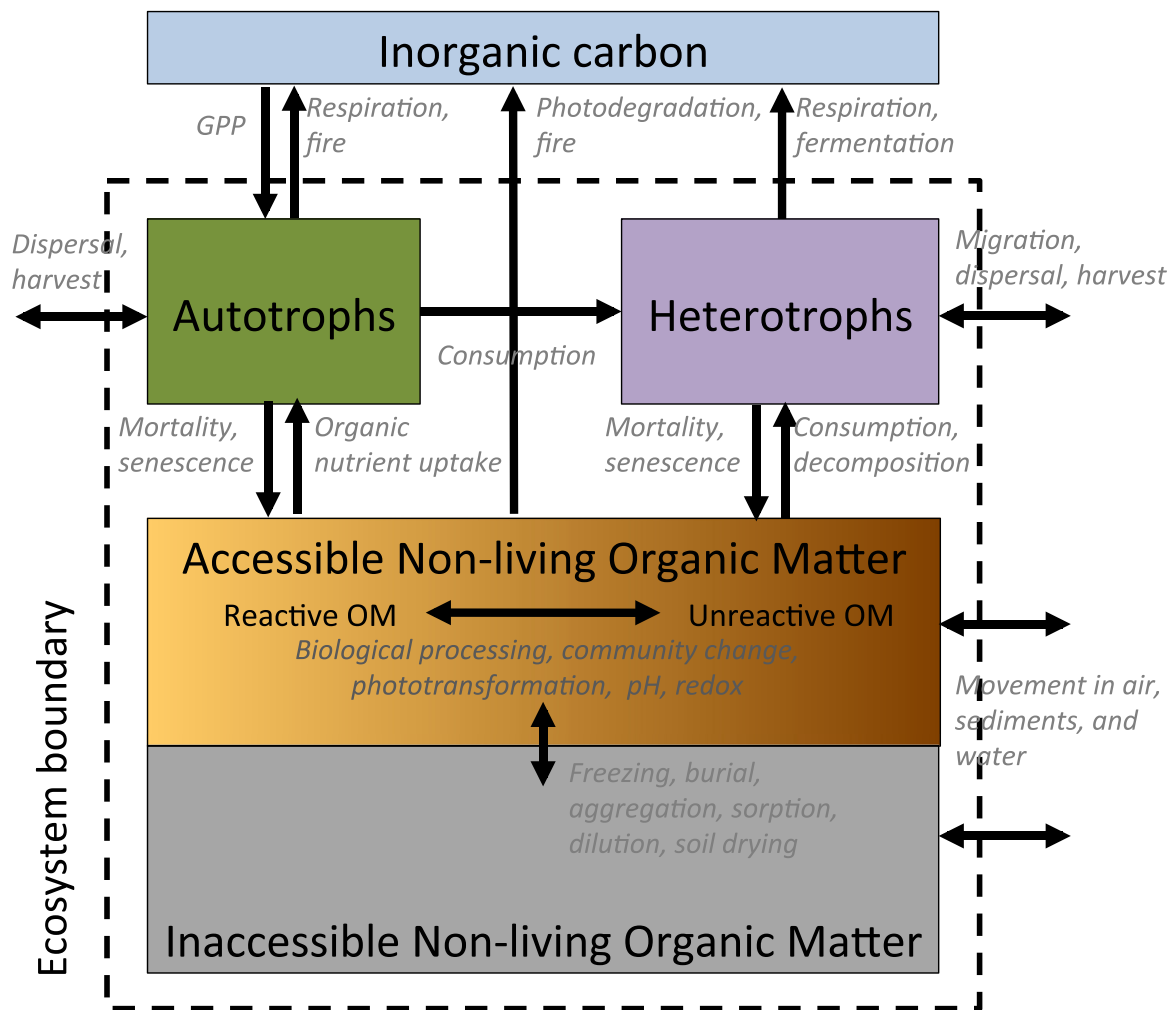 Inorganic carbon
GPP
Respiration,
fire
Photodegradation,
fire
Respiration,
fermentation
Dispersal,
harvest
Autotrophs
Consumption
Heterotrophs
Migration,
dispersal, harvest
Mortality,
senescence
Organic
nutrient uptake
Mortality,
senescence
Consumption,
decomposition
Accessible Non-living Organic Matter
Reactive OM
Unreactive OM
Biological processing, community change,
phototransformation, pH, redox
Movement in air,
sediments, and
water
Freezing, burial,
aggregation, sorption,
dilution, soil drying
Inaccessible Non-living Organic Matter
Ecosystem boundary